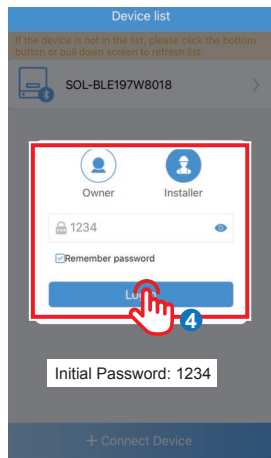 Device list
If the device is not in the list, please click the bottom
button or pull down screen to refresh list
SOL-BLE197W8018
Owner Installer
1234
Remember password
Lo
4
Initial Password: 1234
+ Connect Device